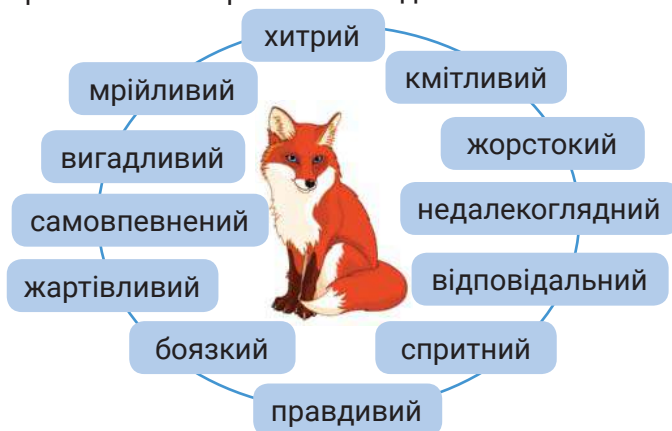 хитрий
мрійливий
кмітливий
вигадливий
жорстокий
самовпевнений
недалекоглядний
жартівливий
відповідальний
боязкий
спритний
правдивий